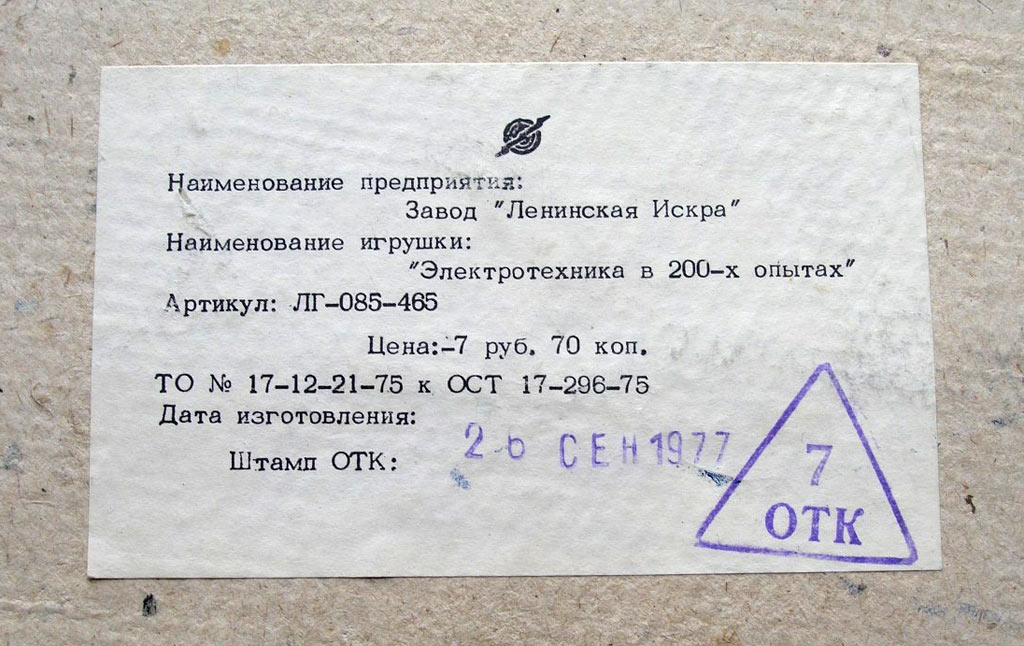 Наименование предприятия:
Завод "Ленинская Искра"
Наименование игрушки:
"Электротехника в 200-х опытах"
Артикул: ЛГ-085-465
Цена:-7 руб. 70 коп.
ТО № 17-12-21-75 к ОСТ 17-296-75
Дата изготовления:
26 СЕН 1977
Штамп ОТК:
7
ОТК